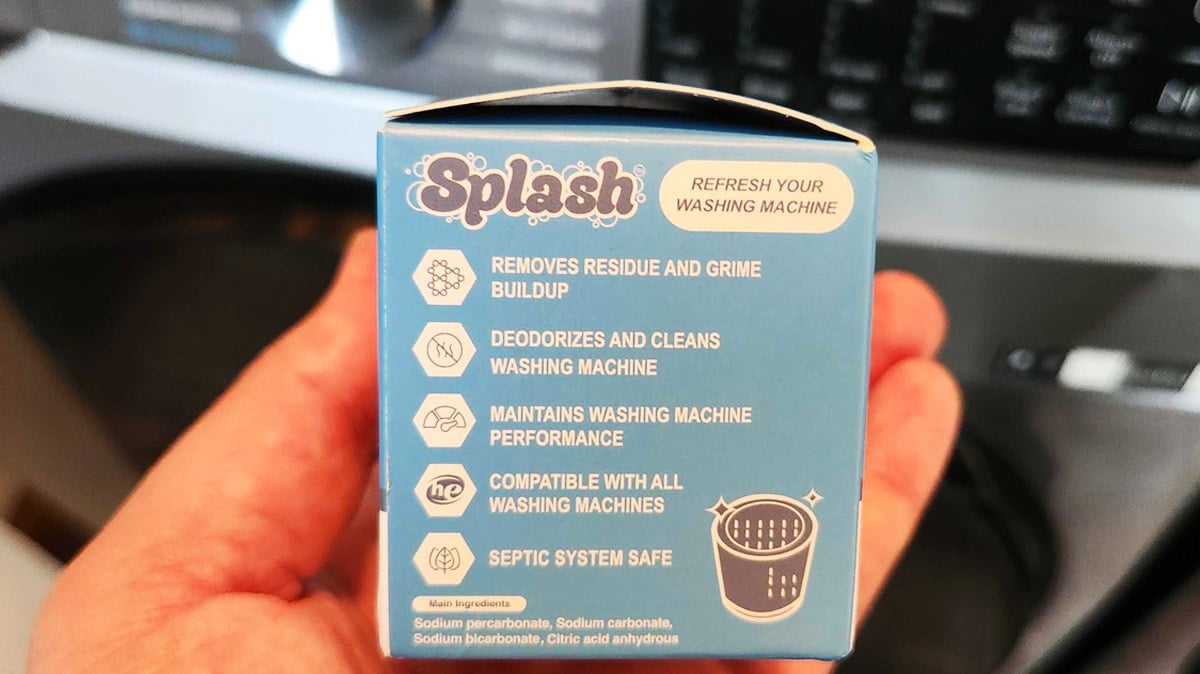 Splash
REFRESH YOUR
WASHING MACHINE
REMOVES RESIDUE AND GRIME
BUILDUP
DEODORIZES AND CLEANS
WASHING MACHINE
MAINTAINS WASHING MACHINE
PERFORMANCE
he
COMPATIBLE WITH ALL
WASHING MACHINES
SEPTIC SYSTEM SAFE
Main Ingredients
Sodium percarbonate, Sodium carbonate,
Sodium bicarbonate, Citric acid anhydrous